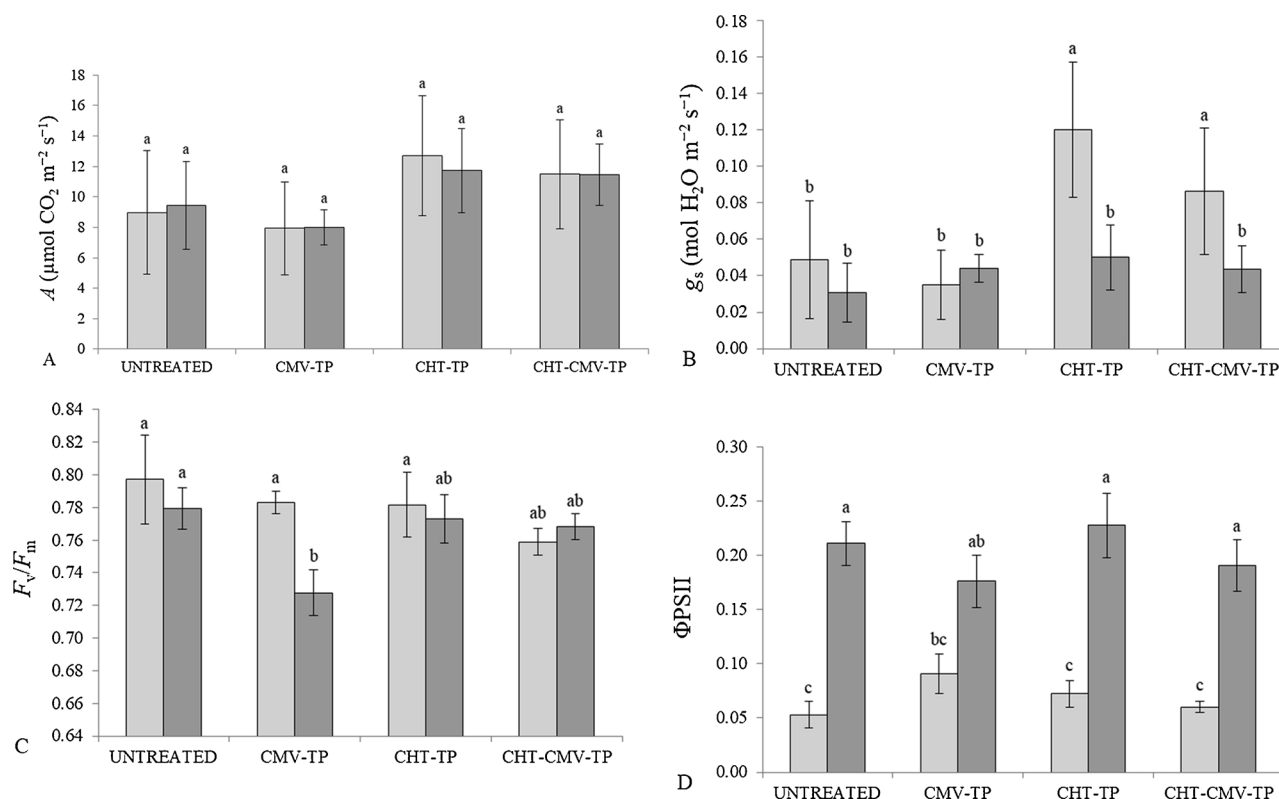 18
16
14
12
10
8
6
4
2
0
A (µmol CO₂ m⁻² s⁻¹)
a a a a a a a a
UNTREATED CMV-TP CHT-TP CHT-CMV-TP
A
0.18
0.16
0.14
0.12
0.10
0.08
0.06
0.04
0.02
0.00
gₛ (mol H₂O m⁻² s⁻¹)
b b b b a b a b
UNTREATED CMV-TP CHT-TP CHT-CMV-TP
B
0.84
0.82
0.80
0.78
0.76
0.74
0.72
0.70
0.68
0.66
0.64
Fᵥ/Fₘ
a a a b a ab ab ab
UNTREATED CMV-TP CHT-TP CHT-CMV-TP
C
0.30
0.25
0.20
0.15
0.10
0.05
0.00
ΦPSII
c a bc ab c a c a
UNTREATED CMV-TP CHT-TP CHT-CMV-TP
D